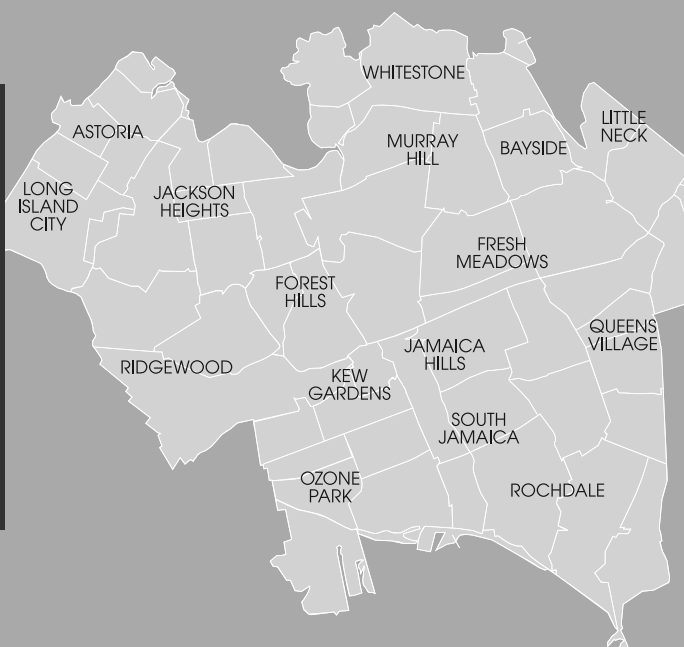 WHITESTONE
ASTORIA
LITTLE
NECK
MURRAY
HILL
BAYSIDE
LONG
ISLAND
CITY
JACKSON
HEIGHTS
FRESH
MEADOWS
FOREST
HILLS
QUEENS
VILLAGE
JAMAICA
HILLS
RIDGEWOOD
KEW
GARDENS
SOUTH
JAMAICA
OZONE
PARK
ROCHDALE